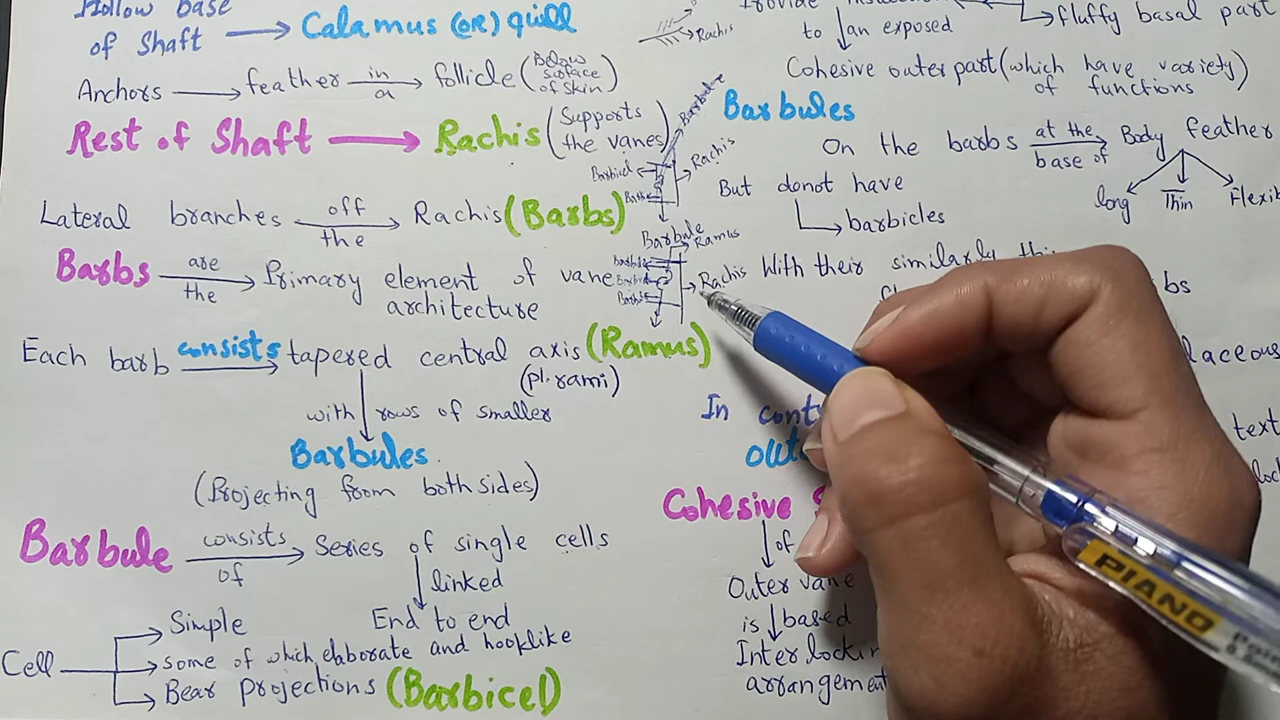 Hollow base
of Shaft → Calamus (or) quill
Anchors → feather in a → follicle (Below surface of skin)
Rest of Shaft → Rachis (Supports the vanes)
Lateral branches off the → Rachis (Barbs)
Barbs are the → Primary element of vane
architecture
Each barb consists → tapered central axis (Ramus)
(pl. rami)
with rows of smaller
Barbules
(Projecting from both sides)
Barbule consists of → Series of single cells
linked
End to end
Cell → Simple
→ some of which elaborate and hooklike
→ Bear projections (Barbicel)
Rachis
Barbule
Rachis
Barbicel
Barbule
Ramus
Rachis
to an exposed
fluffy basal part
Cohesive outer part (which have variety
of functions)
Barbules
On the barbs at the base of → Body feather
long Thin
But donot have
barbicles
With their similarly
In
Cohesive
of
Outer vane
is based
Inter
arrangement
PIANO